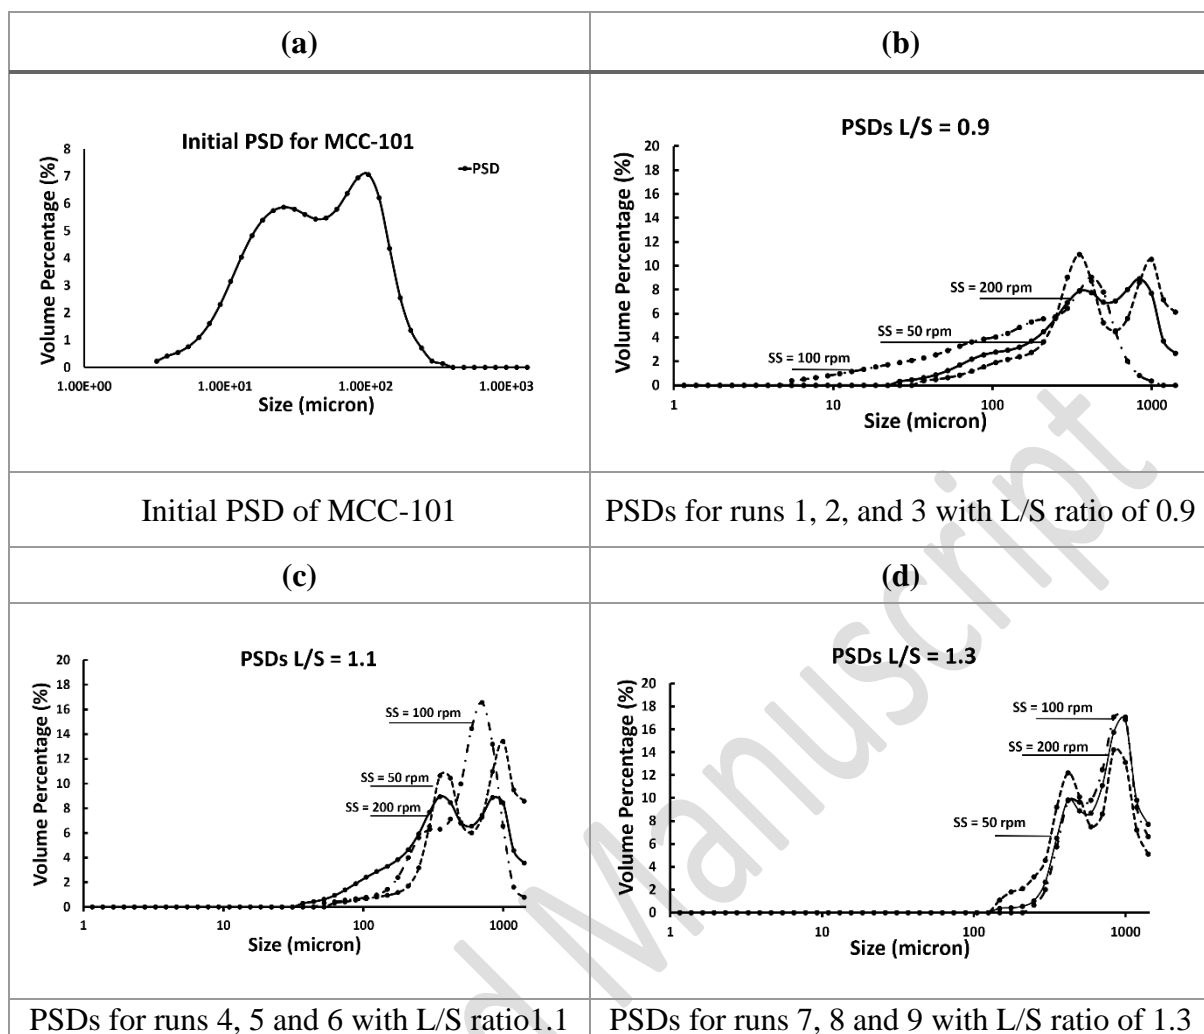 (a)
(b)
Initial PSD for MCC-101
PSD
Volume Percentage (%)
8
7
6
5
4
3
2
1
0
1.00E+00 1.00E+01 1.00E+02 1.00E+03
Size (micron)
PSDs L/S = 0.9
Volume Percentage (%)
20
18
16
14
12
10
8
6
4
2
0
SS = 200 rpm
SS = 50 rpm
SS = 100 rpm
1 10 100 1000
Size (micron)
Initial PSD of MCC-101
PSDs for runs 1, 2, and 3 with L/S ratio of 0.9
(c)
(d)
PSDs L/S = 1.1
Volume Percentage (%)
20
18
16
14
12
10
8
6
4
2
0
SS = 100 rpm
SS = 50 rpm
SS = 200 rpm
1 10 100 1000
Size (micron)
PSDs L/S = 1.3
Volume Percentage (%)
20
18
16
14
12
10
8
6
4
2
0
SS = 100 rpm
SS = 200 rpm
SS = 50 rpm
1 10 100 1000
Size (micron)
PSDs for runs 4, 5 and 6 with L/S ratio1.1
PSDs for runs 7, 8 and 9 with L/S ratio of 1.3
d Manuscript